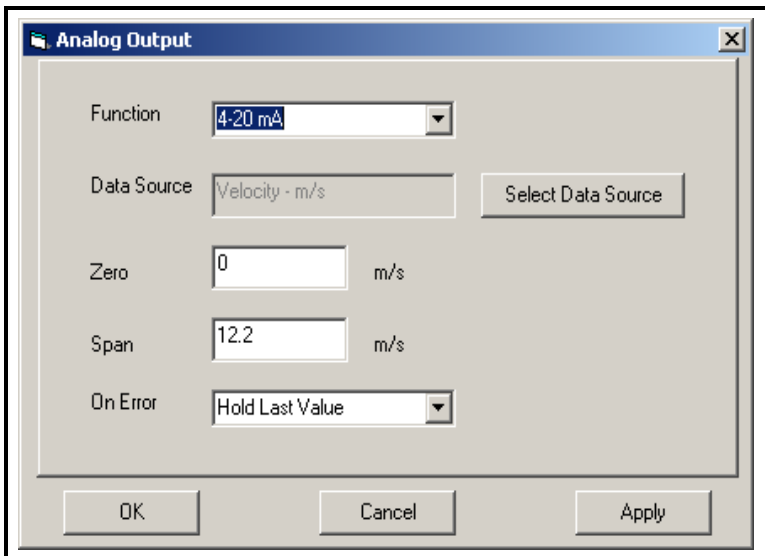 Analog Output
Function 4-20 mA
Data Source Velocity - m/s Select Data Source
Zero 0 m/s
Span 12.2 m/s
On Error Hold Last Value
OK Cancel Apply